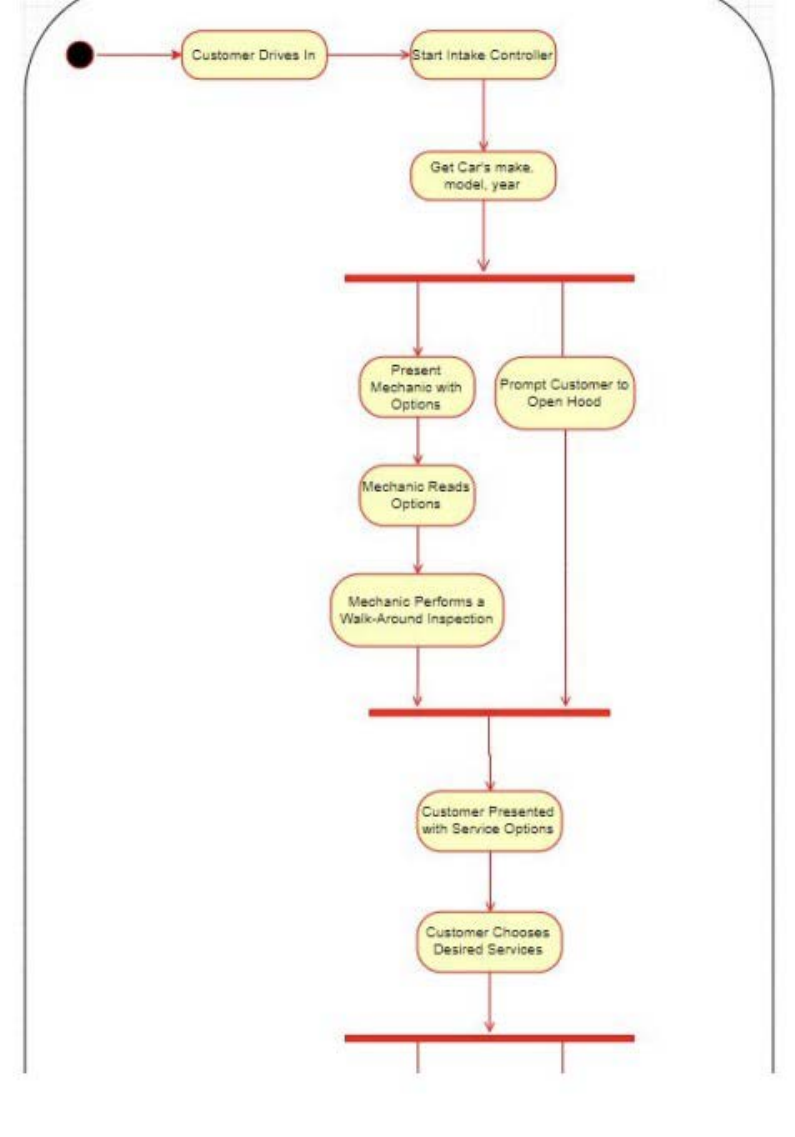 Customer Drives In
Start Intake Controller
Get Car's make,
model, year
Present
Mechanic with
Options
Prompt Customer to
Open Hood
Mechanic Reads
Options
Mechanic Performs a
Walk-Around Inspection
Customer Presented
with Service Options
Customer Chooses
Desired Services